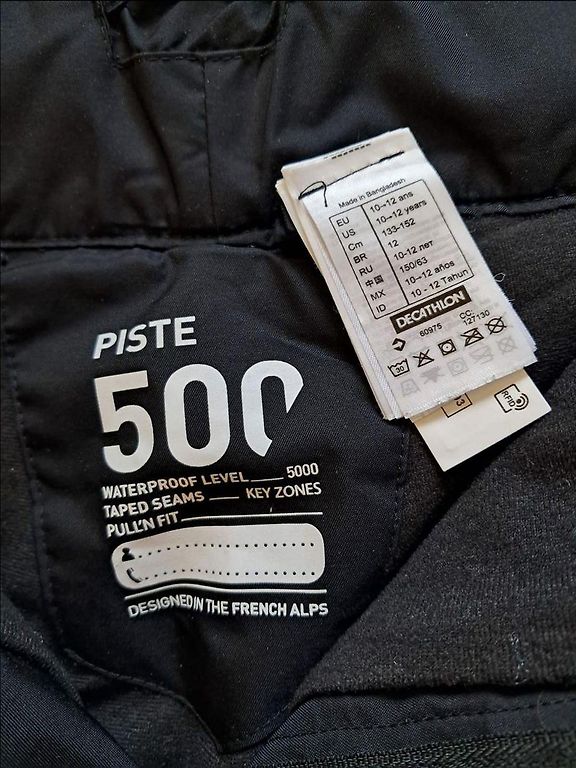 Made in Bangladesh
EU 10→12 ans
US 10→12 years
Cm 133-152
BR 12
RU 10-12 лет
中国 150/63
MX 10→12 años
ID 10 - 12 Tahun
DECATHLON
60975 CC: 127130
30
RFID
PISTE
500
WATERPROOF LEVEL 5000
TAPED SEAMS KEY ZONES
PULL'N FIT
DESIGNED IN THE FRENCH ALPS